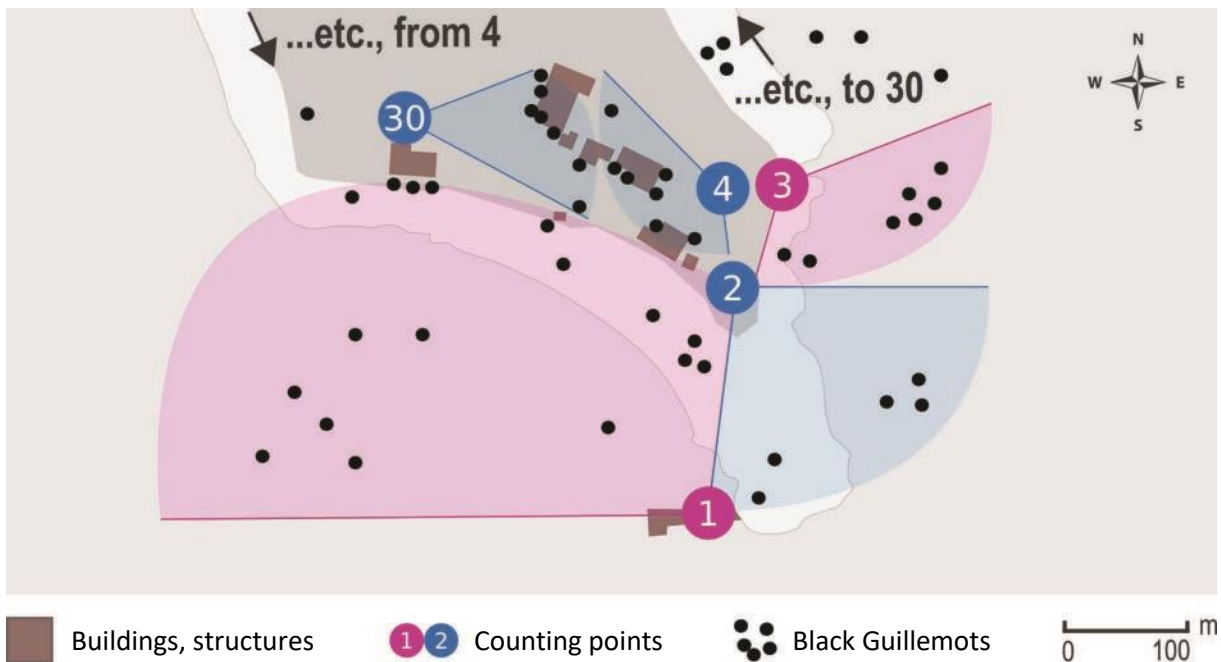 ...etc., from 4
...etc., to 30
N
W E
S
30
4
3
2
1
Buildings, structures
1 2 Counting points
Black Guillemots
m
0 100